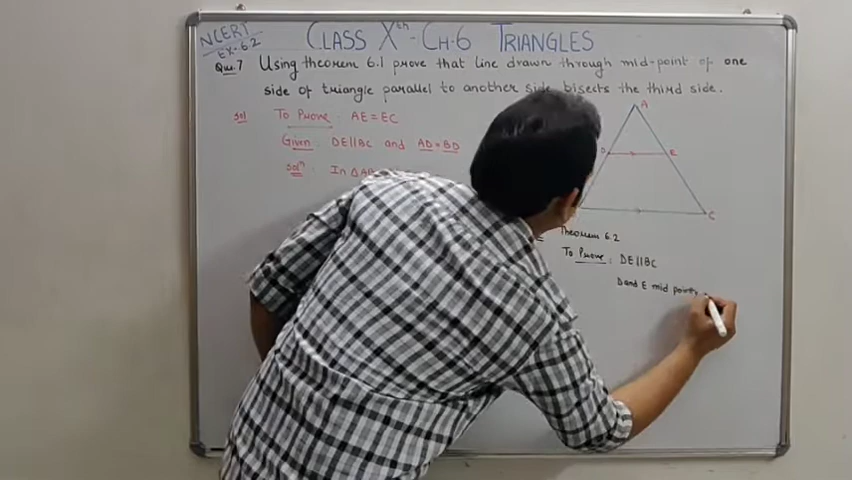 NCERT
EX-6.2
CLASS Xth - CH-6 TRIANGLES
Que.7 Using theorem 6.1 prove that line drawn through mid-point of one
side of triangle parallel to another side bisects the third side.
Sol To Prove: AE=EC
Given: DE||BC and AD=BD
Soln: In ΔAB
A
D E
C
Theorem 6.2
To Prove: DE||BC
D and E mid points